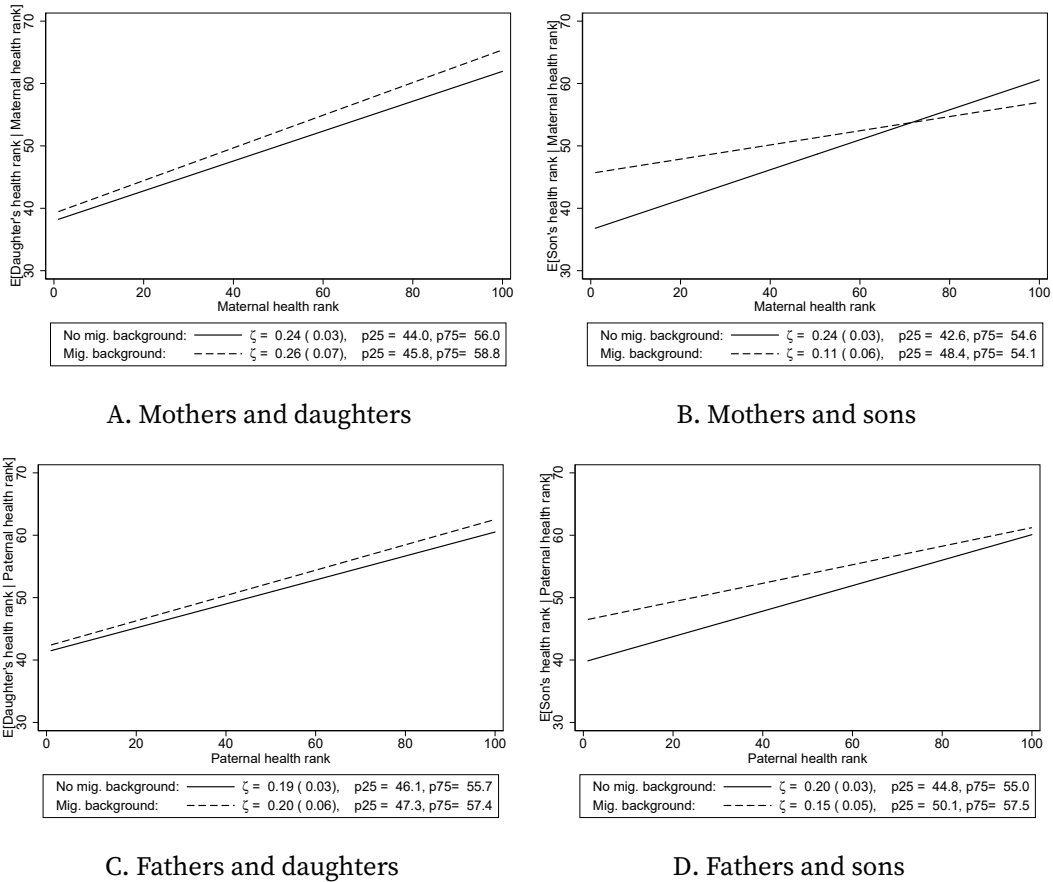 E[Daughter's health rank | Maternal health rank]
70
60
50
40
30
0 20 40 60 80 100
Maternal health rank
No mig. background: ζ = 0.24 ( 0.03), p25 = 44.0, p75= 56.0
Mig. background: ζ = 0.26 ( 0.07), p25 = 45.8, p75= 58.8
A. Mothers and daughters
E[Son's health rank | Maternal health rank]
70
60
50
40
30
0 20 40 60 80 100
Maternal health rank
No mig. background: ζ = 0.24 ( 0.03), p25 = 42.6, p75= 54.6
Mig. background: ζ = 0.11 ( 0.06), p25 = 48.4, p75= 54.1
B. Mothers and sons
E[Daughter's health rank | Paternal health rank]
70
60
50
40
30
0 20 40 60 80 100
Paternal health rank
No mig. background: ζ = 0.19 ( 0.03), p25 = 46.1, p75= 55.7
Mig. background: ζ = 0.20 ( 0.06), p25 = 47.3, p75= 57.4
C. Fathers and daughters
E[Son's health rank | Paternal health rank]
70
60
50
40
30
0 20 40 60 80 100
Paternal health rank
No mig. background: ζ = 0.20 ( 0.03), p25 = 44.8, p75= 55.0
Mig. background: ζ = 0.15 ( 0.05), p25 = 50.1, p75= 57.5
D. Fathers and sons